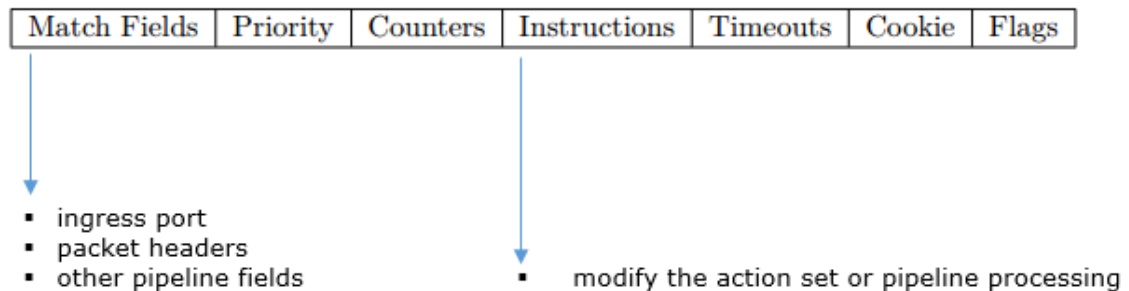 Match Fields Priority Counters Instructions Timeouts Cookie Flags
▪ ingress port
▪ packet headers
▪ other pipeline fields
▪ modify the action set or pipeline processing